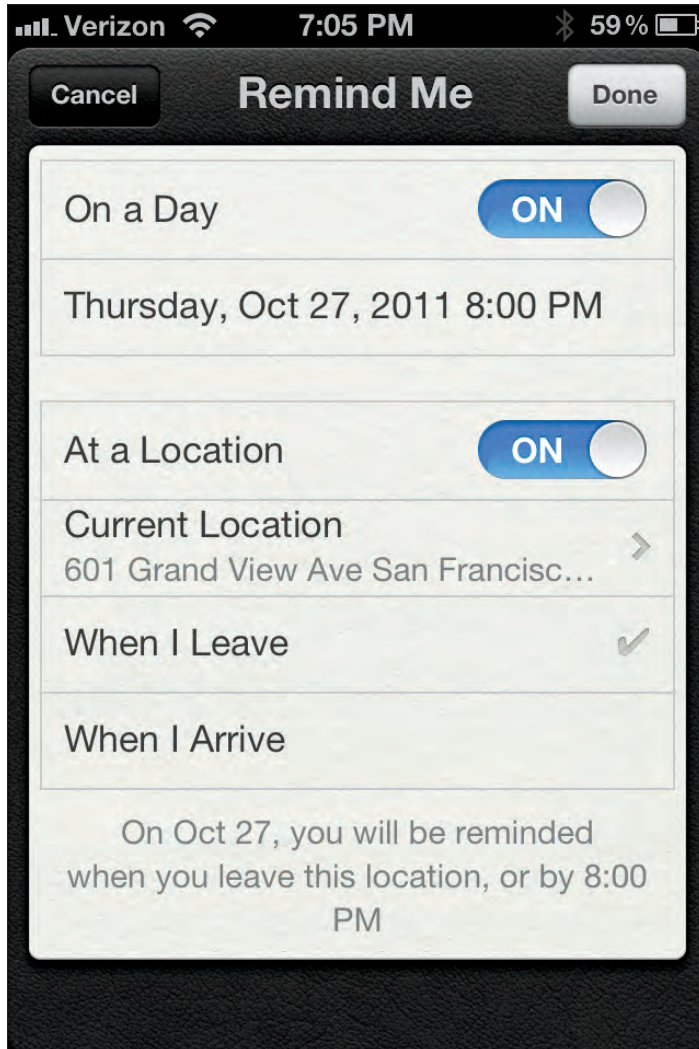 Verizon 7:05 PM 59%
Cancel Remind Me Done
On a Day ON
Thursday, Oct 27, 2011 8:00 PM
At a Location ON
Current Location
601 Grand View Ave San Francisc...
When I Leave
When I Arrive
On Oct 27, you will be reminded
when you leave this location, or by 8:00
PM